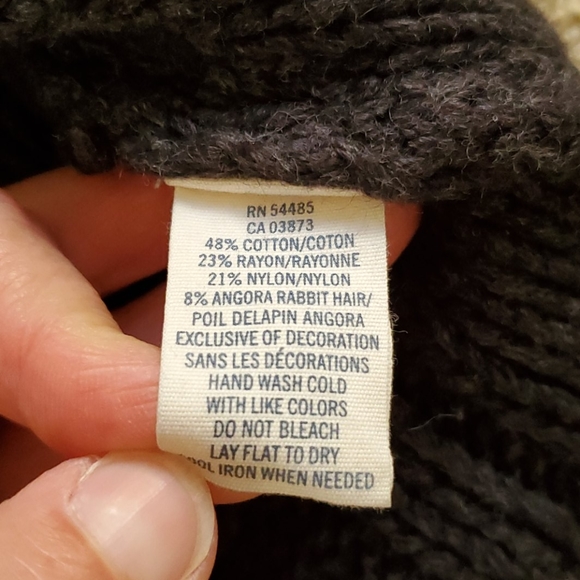 RN 54485
CA 03873
48% COTTON/COTON
23% RAYON/RAYONNE
21% NYLON/NYLON
8% ANGORA RABBIT HAIR/
POIL DELAPIN ANGORA
EXCLUSIVE OF DECORATION
SANS LES DÉCORATIONS
HAND WASH COLD
WITH LIKE COLORS
DO NOT BLEACH
LAY FLAT TO DRY
COOL IRON WHEN NEEDED